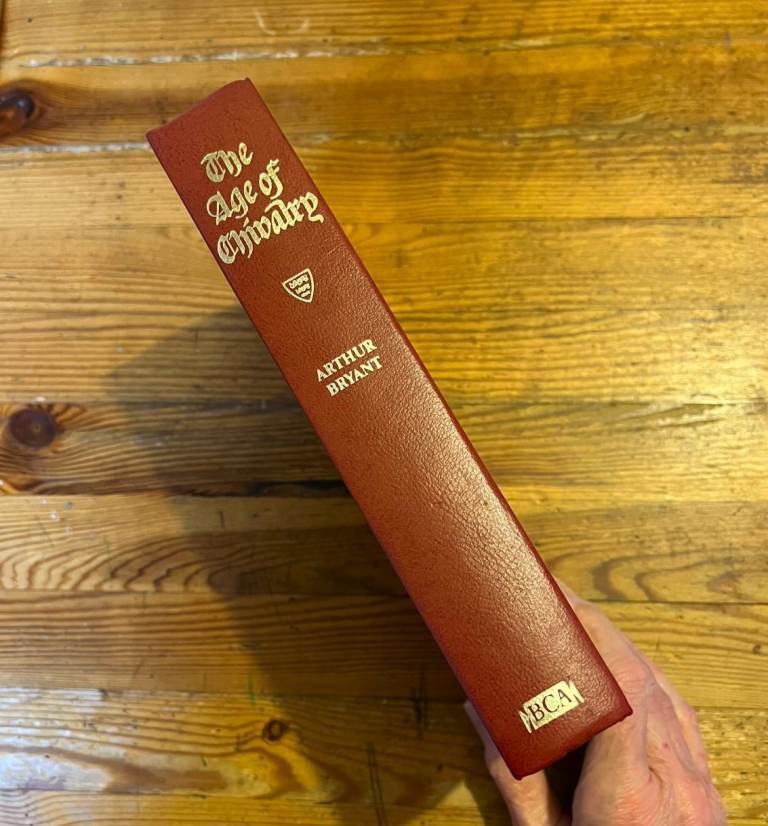 The
Age of
Chivalry
ARTHUR
BRYANT
BCA